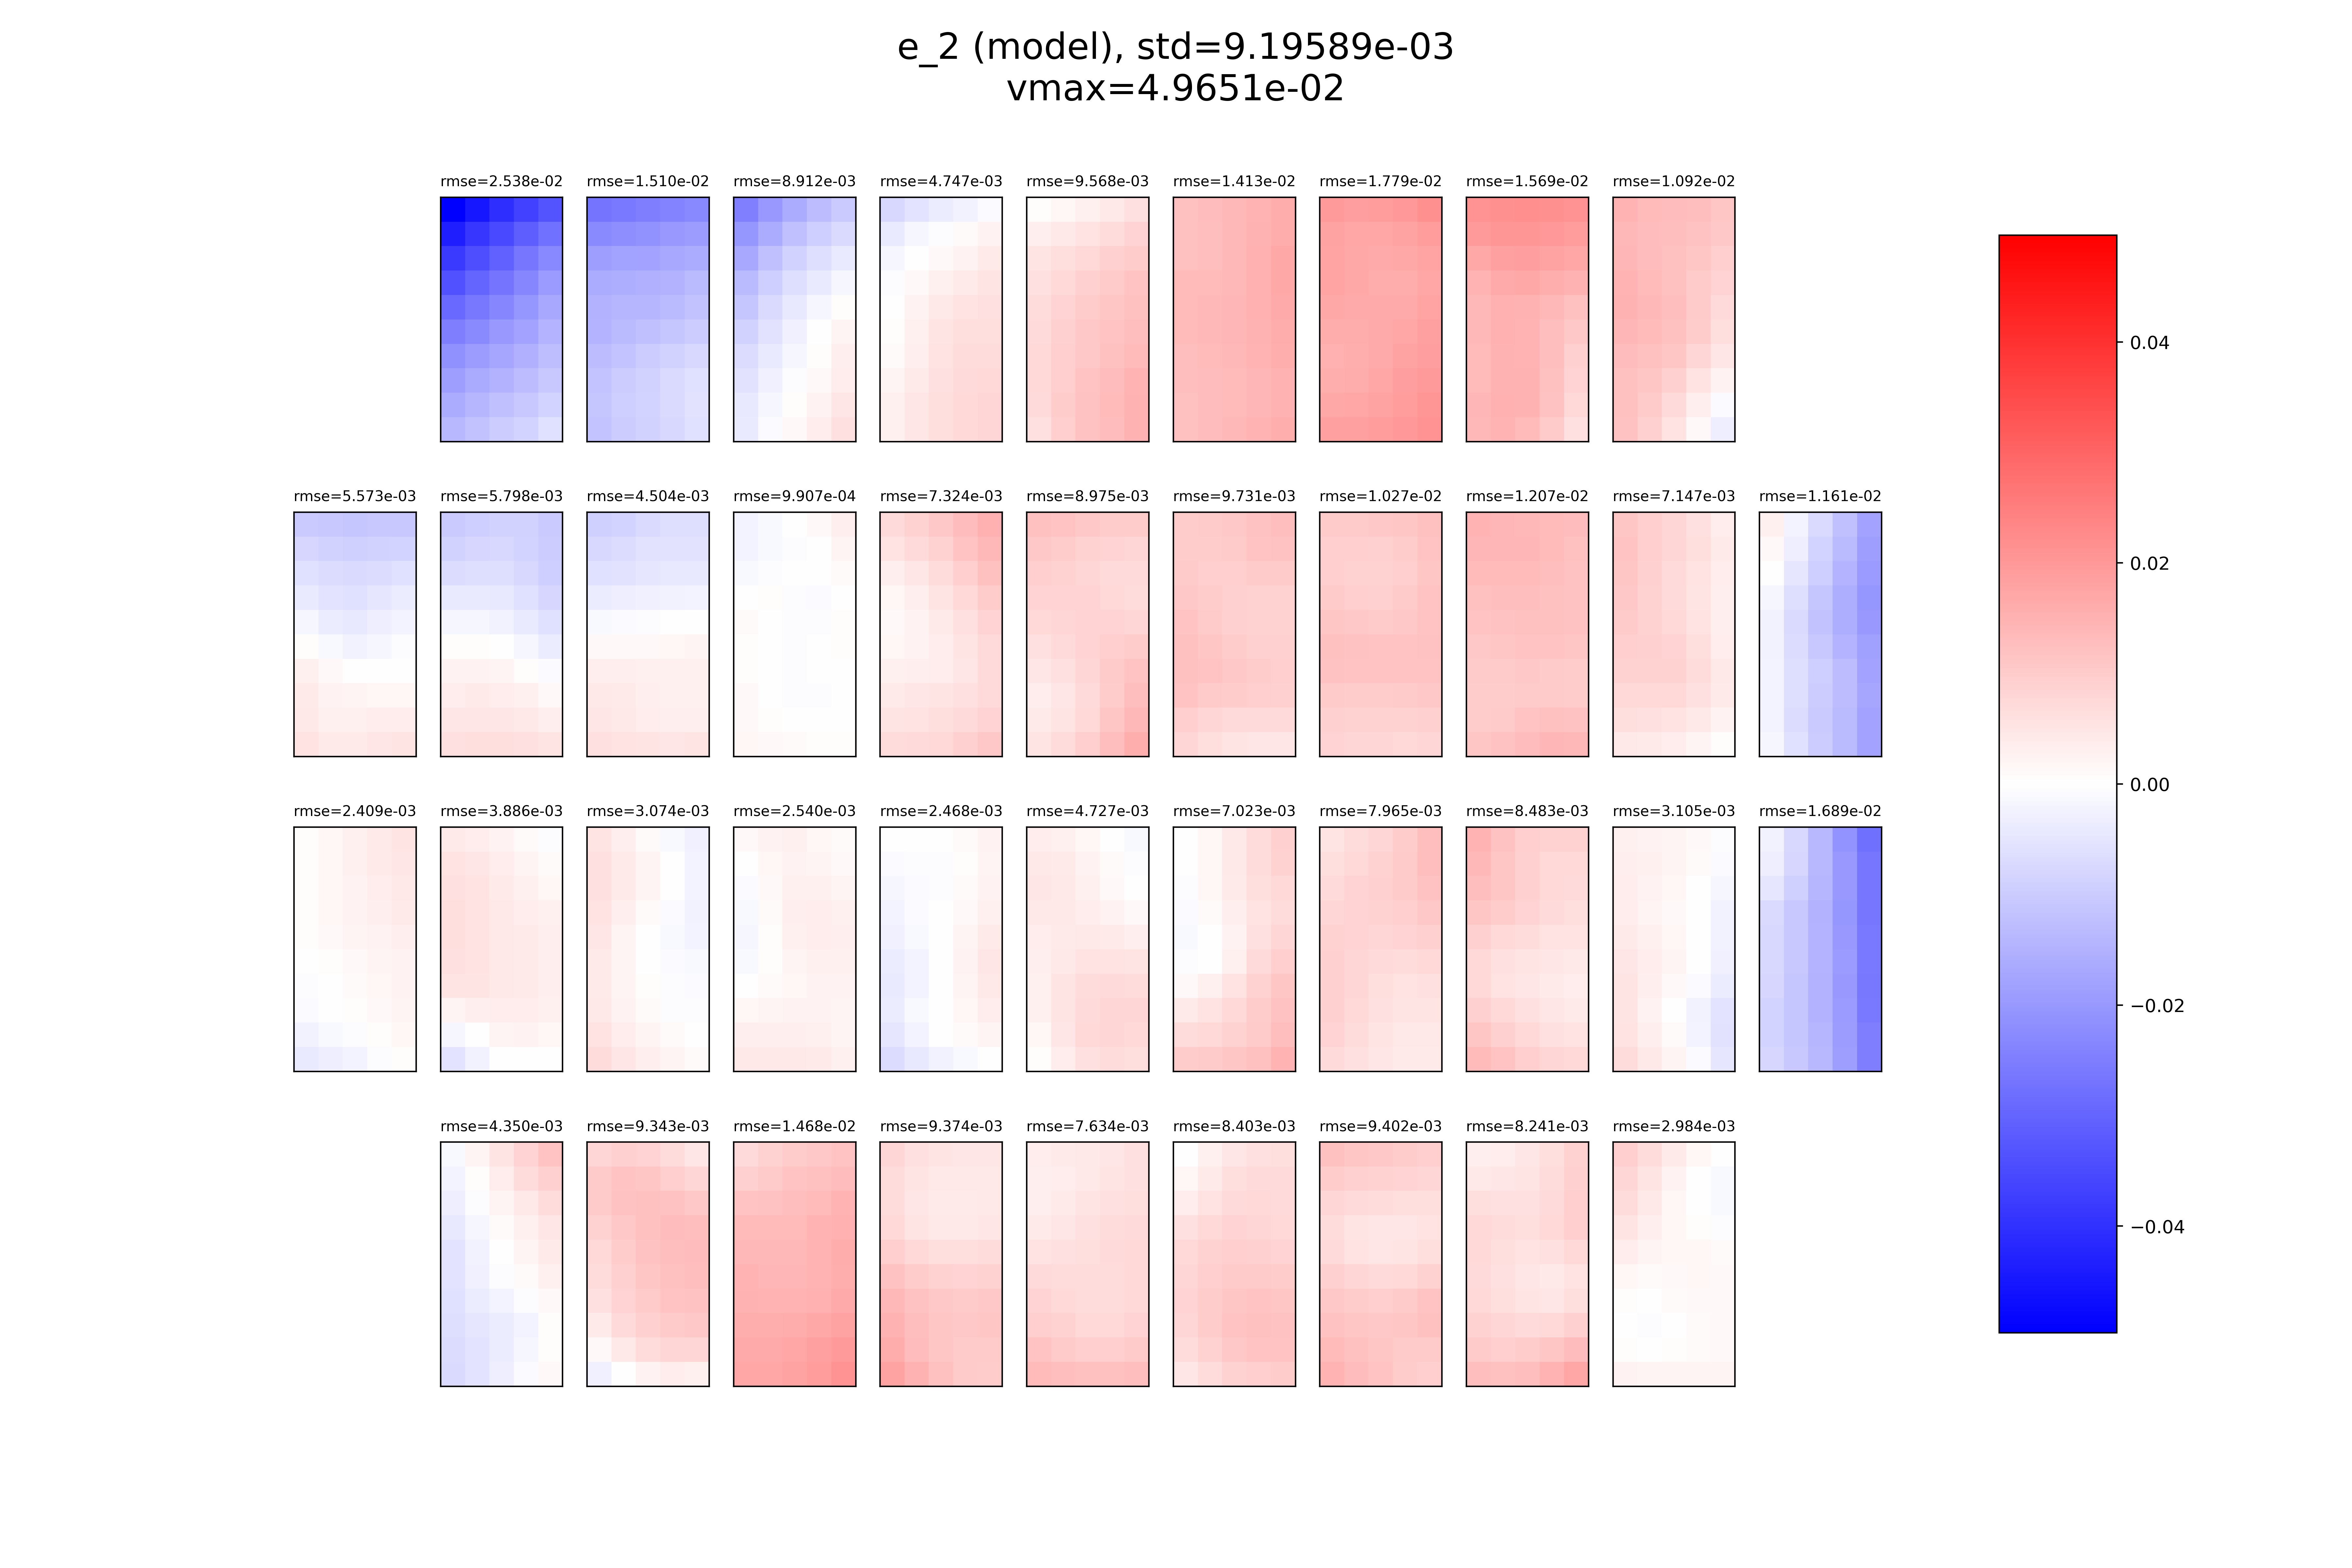 e_2 (model), std=9.19589e-03
vmax=4.9651e-02
rmse=2.538e-02 rmse=1.510e-02 rmse=8.912e-03 rmse=4.747e-03 rmse=9.568e-03 rmse=1.413e-02 rmse=1.779e-02 rmse=1.569e-02 rmse=1.092e-02
rmse=5.573e-03 rmse=5.798e-03 rmse=4.504e-03 rmse=9.907e-04 rmse=7.324e-03 rmse=8.975e-03 rmse=9.731e-03 rmse=1.027e-02 rmse=1.207e-02 rmse=7.147e-03 rmse=1.161e-02
rmse=2.409e-03 rmse=3.886e-03 rmse=3.074e-03 rmse=2.540e-03 rmse=2.468e-03 rmse=4.727e-03 rmse=7.023e-03 rmse=7.965e-03 rmse=8.483e-03 rmse=3.105e-03 rmse=1.689e-02
rmse=4.350e-03 rmse=9.343e-03 rmse=1.468e-02 rmse=9.374e-03 rmse=7.634e-03 rmse=8.403e-03 rmse=9.402e-03 rmse=8.241e-03 rmse=2.984e-03
0.04
0.02
0.00
−0.02
−0.04